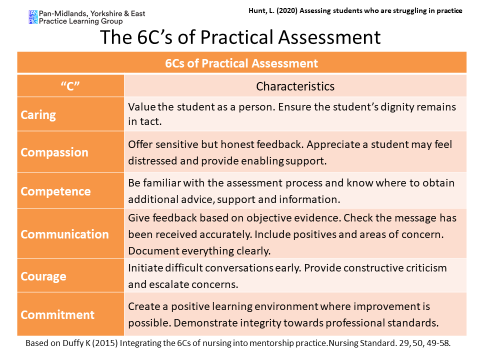 Pan-Midlands, Yorkshire & East
Practice Learning Group
Hunt, L. (2020) Assessing students who are struggling in practice
The 6C's of Practical Assessment
6Cs of Practical Assessment
"C"
Characteristics
Caring
Value the student as a person. Ensure the student's dignity remains
in tact.
Compassion
Offer sensitive but honest feedback. Appreciate a student may feel
distressed and provide enabling support.
Competence
Be familiar with the assessment process and know where to obtain
additional advice, support and information.
Communication
Give feedback based on objective evidence. Check the message has
been received accurately. Include positives and areas of concern.
Document everything clearly.
Courage
Initiate difficult conversations early. Provide constructive criticism
and escalate concerns.
Commitment
Create a positive learning environment where improvement is
possible. Demonstrate integrity towards professional standards.
Based on Duffy K (2015) Integrating the 6Cs of nursing into mentorship practice.Nursing Standard. 29, 50, 49-58.